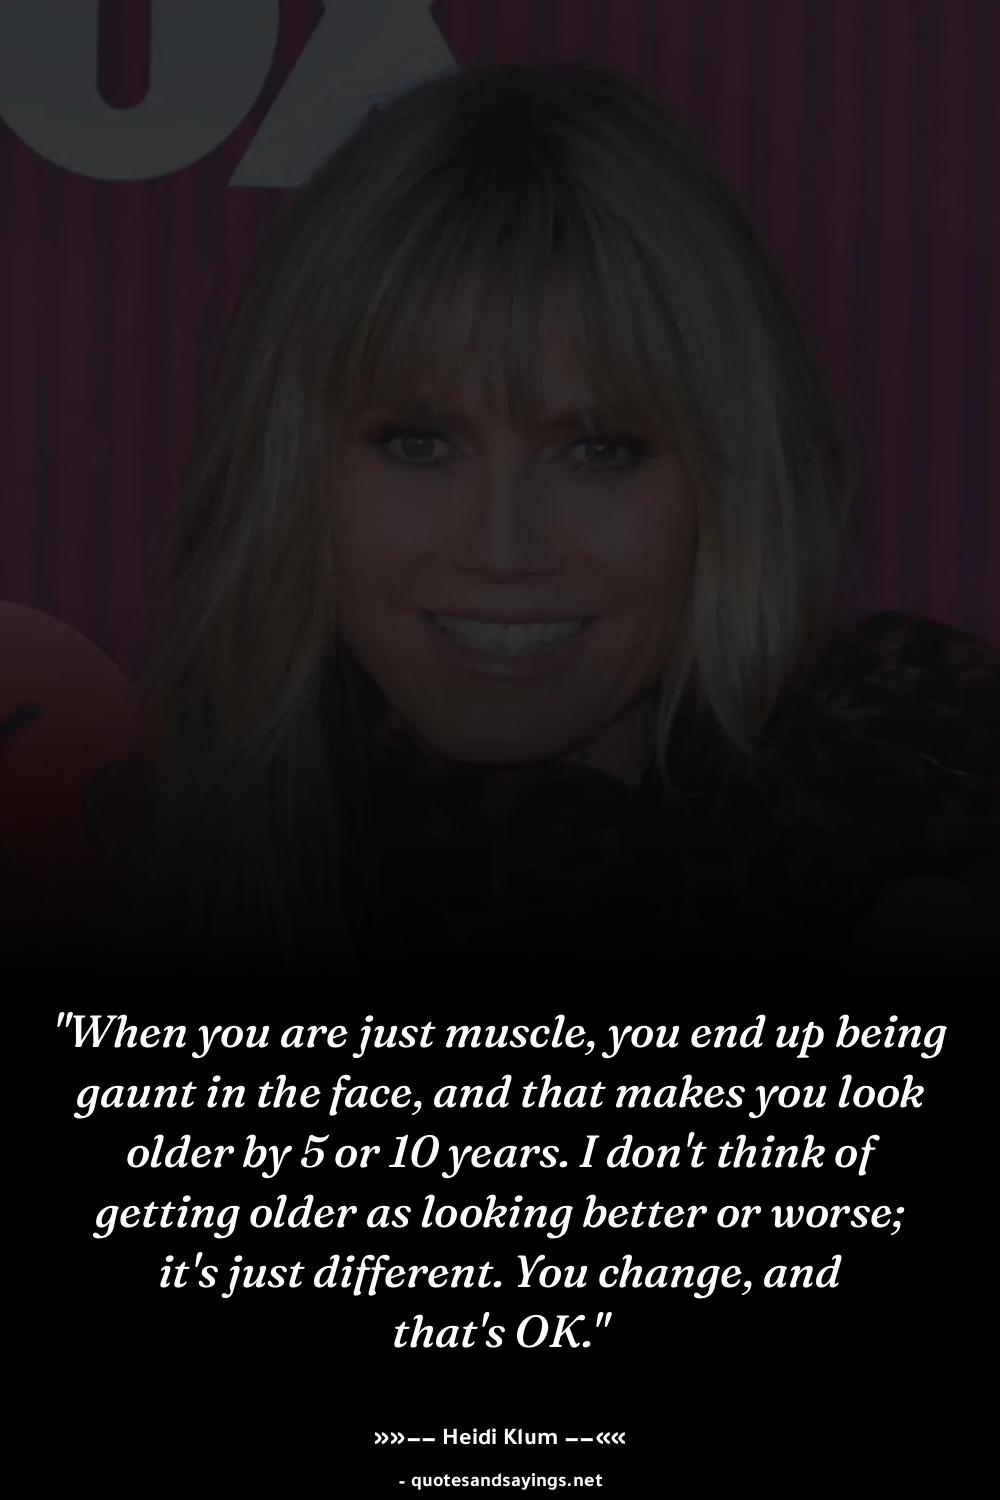 "When you are just muscle, you end up being
gaunt in the face, and that makes you look
older by 5 or 10 years. I don't think of
getting older as looking better or worse;
it's just different. You change, and
that's OK."
»»−− Heidi Klum −−««
- quotesandsayings.net